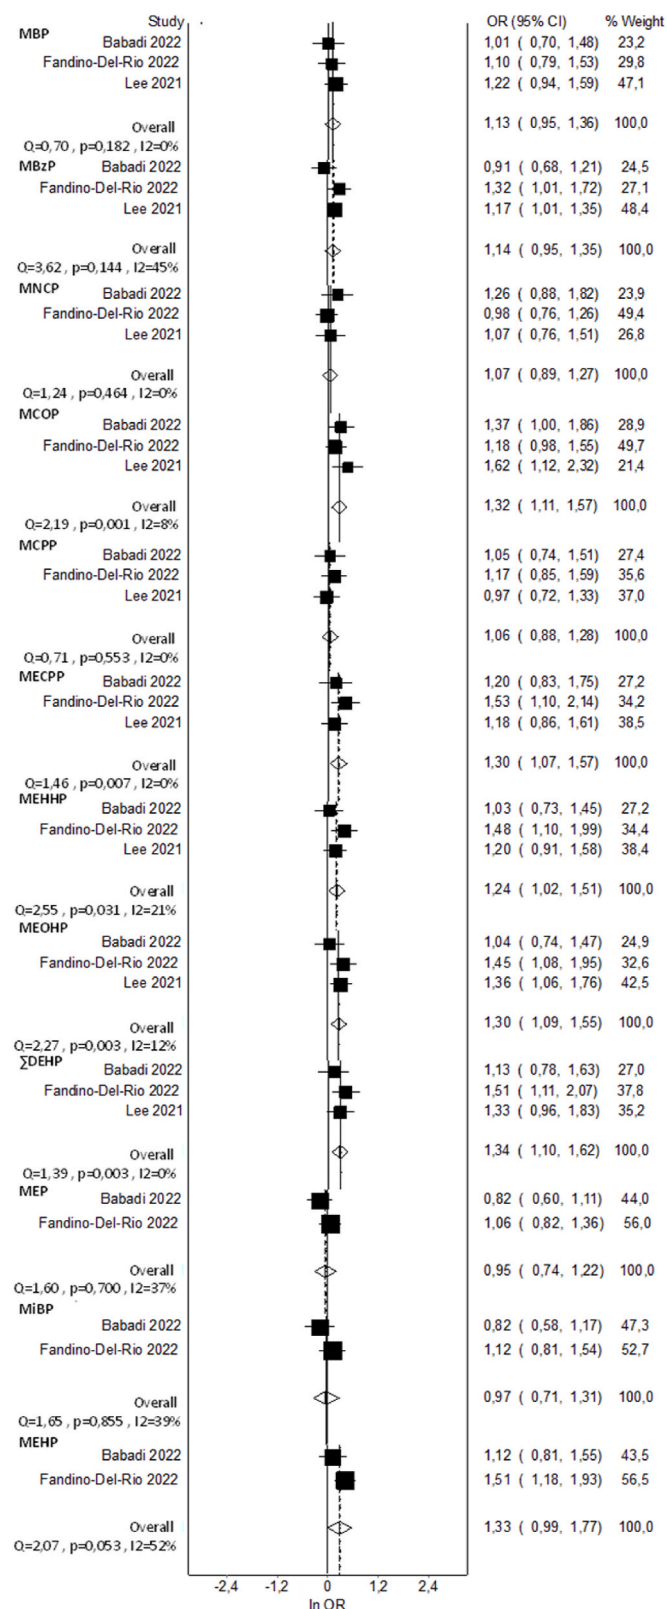 Study OR (95% CI) % Weight
MBP
Babadi 2022 1,01 ( 0,70, 1,48) 23,2
Fandino-Del-Rio 2022 1,10 ( 0,79, 1,53) 29,8
Lee 2021 1,22 ( 0,94, 1,59) 47,1
Overall 1,13 ( 0,95, 1,36) 100,0
Q=0,70 , p=0,182 , I2=0%
MBzP
Babadi 2022 0,91 ( 0,68, 1,21) 24,5
Fandino-Del-Rio 2022 1,32 ( 1,01, 1,72) 27,1
Lee 2021 1,17 ( 1,01, 1,35) 48,4
Overall 1,14 ( 0,95, 1,35) 100,0
Q=3,62 , p=0,144 , I2=45%
MNCP
Babadi 2022 1,26 ( 0,88, 1,82) 23,9
Fandino-Del-Rio 2022 0,98 ( 0,76, 1,26) 49,4
Lee 2021 1,07 ( 0,76, 1,51) 26,8
Overall 1,07 ( 0,89, 1,27) 100,0
Q=1,24 , p=0,464 , I2=0%
MCOP
Babadi 2022 1,37 ( 1,00, 1,86) 28,9
Fandino-Del-Rio 2022 1,18 ( 0,98, 1,55) 49,7
Lee 2021 1,62 ( 1,12, 2,32) 21,4
Overall 1,32 ( 1,11, 1,57) 100,0
Q=2,19 , p=0,001 , I2=8%
MCPP
Babadi 2022 1,05 ( 0,74, 1,51) 27,4
Fandino-Del-Rio 2022 1,17 ( 0,85, 1,59) 35,6
Lee 2021 0,97 ( 0,72, 1,33) 37,0
Overall 1,06 ( 0,88, 1,28) 100,0
Q=0,71 , p=0,553 , I2=0%
MECPP
Babadi 2022 1,20 ( 0,83, 1,75) 27,2
Fandino-Del-Rio 2022 1,53 ( 1,10, 2,14) 34,2
Lee 2021 1,18 ( 0,86, 1,61) 38,5
Overall 1,30 ( 1,07, 1,57) 100,0
Q=1,46 , p=0,007 , I2=0%
MEHHP
Babadi 2022 1,03 ( 0,73, 1,45) 27,2
Fandino-Del-Rio 2022 1,48 ( 1,10, 1,99) 34,4
Lee 2021 1,20 ( 0,91, 1,58) 38,4
Overall 1,24 ( 1,02, 1,51) 100,0
Q=2,55 , p=0,031 , I2=21%
MEOHP
Babadi 2022 1,04 ( 0,74, 1,47) 24,9
Fandino-Del-Rio 2022 1,45 ( 1,08, 1,95) 32,6
Lee 2021 1,36 ( 1,06, 1,76) 42,5
Overall 1,30 ( 1,09, 1,55) 100,0
Q=2,27 , p=0,003 , I2=12%
∑DEHP
Babadi 2022 1,13 ( 0,78, 1,63) 27,0
Fandino-Del-Rio 2022 1,51 ( 1,11, 2,07) 37,8
Lee 2021 1,33 ( 0,96, 1,83) 35,2
Overall 1,34 ( 1,10, 1,62) 100,0
Q=1,39 , p=0,003 , I2=0%
MEP
Babadi 2022 0,82 ( 0,60, 1,11) 44,0
Fandino-Del-Rio 2022 1,06 ( 0,82, 1,36) 56,0
Overall 0,95 ( 0,74, 1,22) 100,0
Q=1,60 , p=0,700 , I2=37%
MiBP
Babadi 2022 0,82 ( 0,58, 1,17) 47,3
Fandino-Del-Rio 2022 1,12 ( 0,81, 1,54) 52,7
Overall 0,97 ( 0,71, 1,31) 100,0
Q=1,65 , p=0,855 , I2=39%
MEHP
Babadi 2022 1,12 ( 0,81, 1,55) 43,5
Fandino-Del-Rio 2022 1,51 ( 1,18, 1,93) 56,5
Overall 1,33 ( 0,99, 1,77) 100,0
Q=2,07 , p=0,053 , I2=52%
-2,4 -1,2 0 1,2 2,4
ln OR